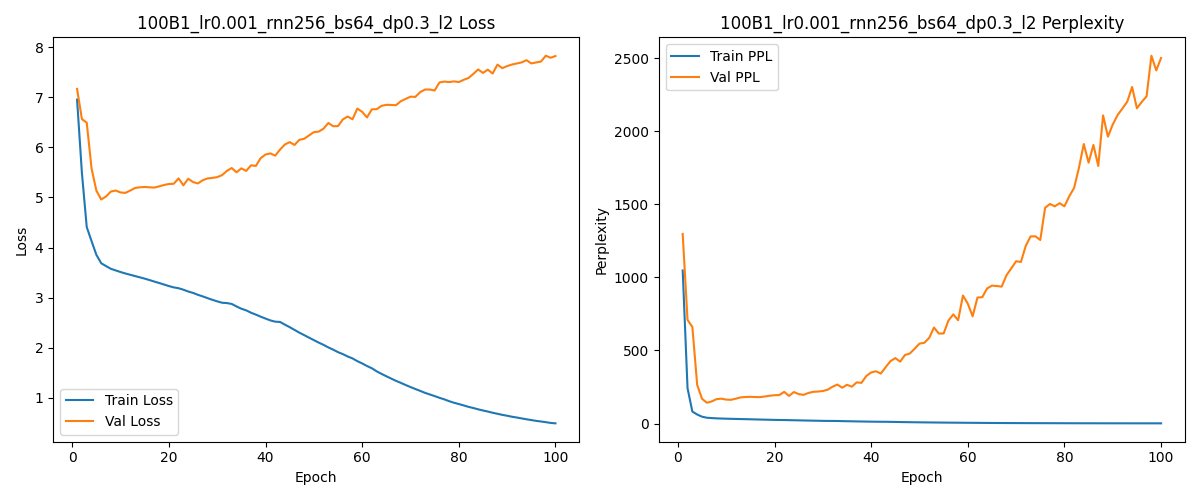 100B1_lr0.001_rnn256_bs64_dp0.3_l2 Loss
8
7
6
5
4
3
2
1
Loss
Train Loss
Val Loss
0
20
40
60
80
100
Epoch
100B1_lr0.001_rnn256_bs64_dp0.3_l2 Perplexity
Train PPL
Val PPL
2500
2000
1500
1000
500
0
Perplexity
0
20
40
60
80
100
Epoch